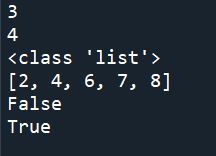 3
4
<class 'list'>
[2, 4, 6, 7, 8]
False
True